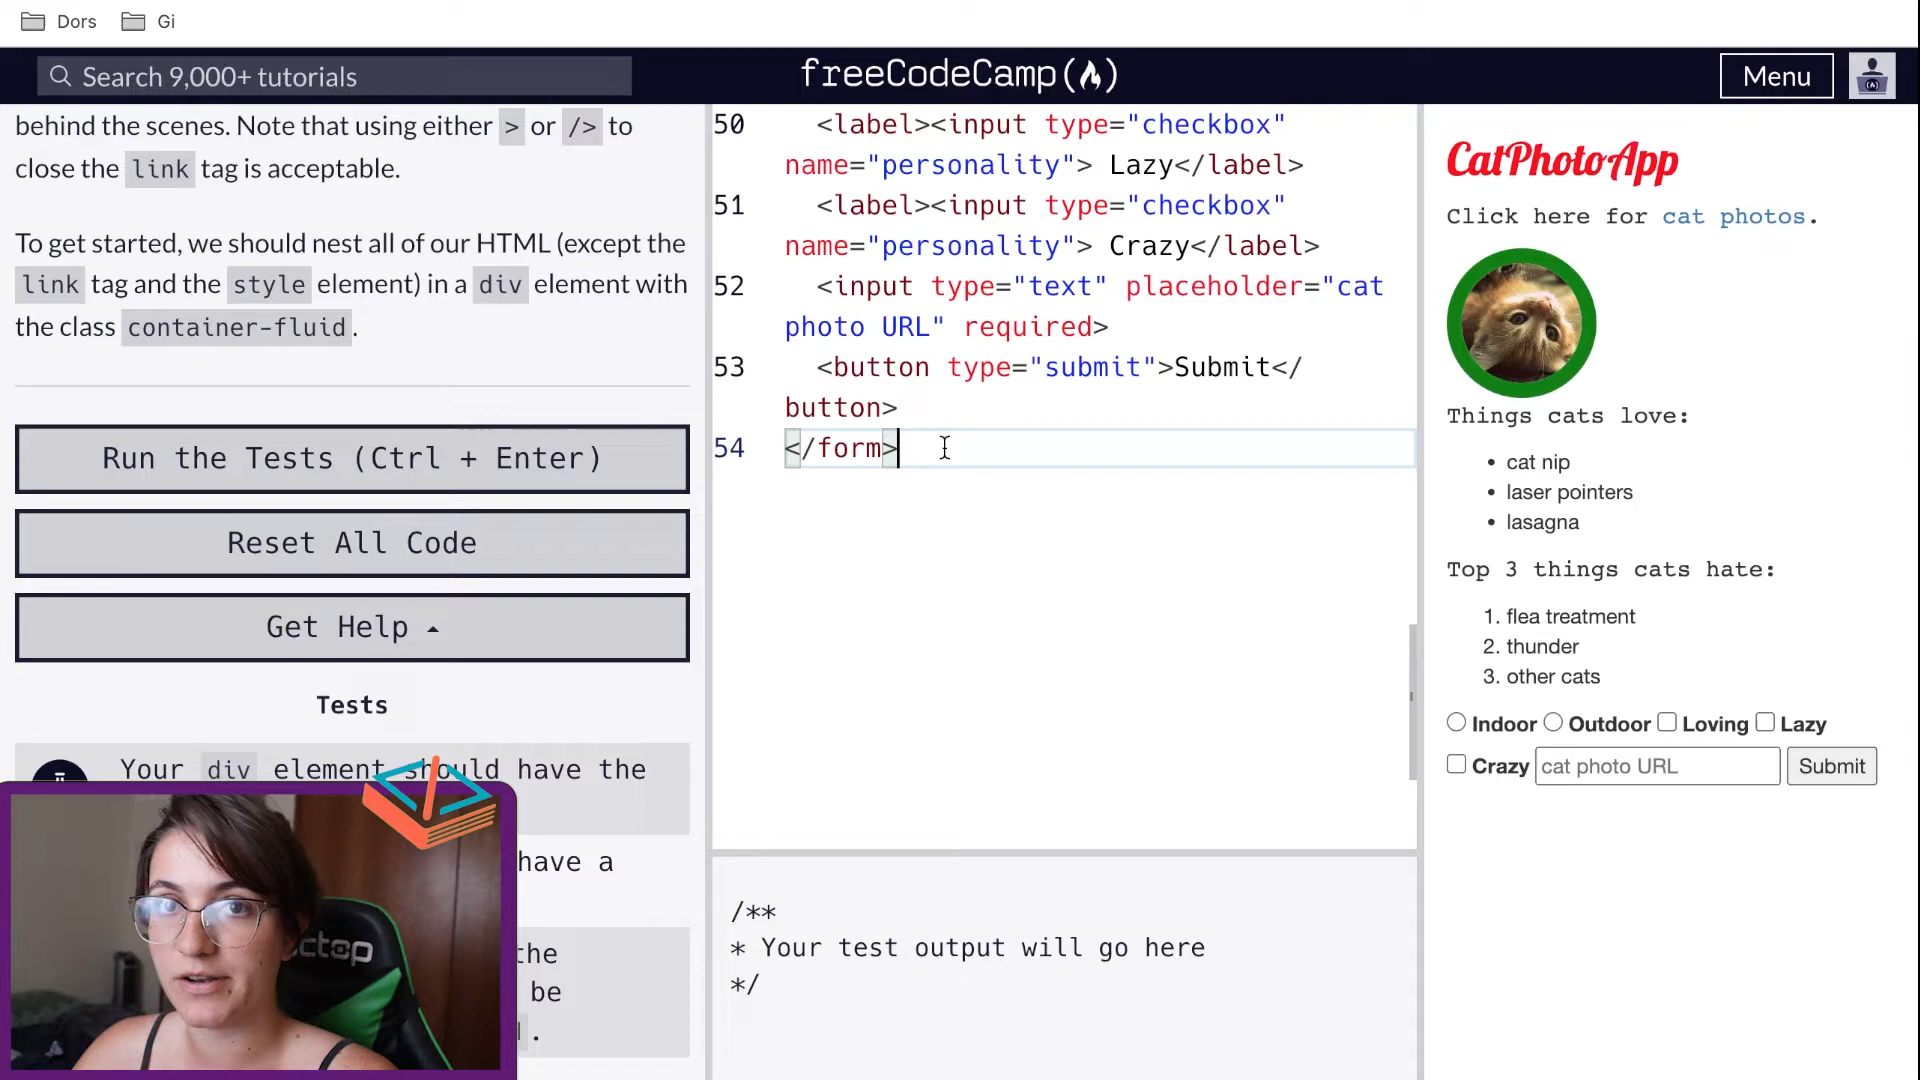 Dors
Gi
Search 9,000+ tutorials
freeCodeCamp
Menu
behind the scenes. Note that using either > or /> to
close the link tag is acceptable.
To get started, we should nest all of our HTML (except the
link tag and the style element) in a div element with
the class container-fluid.
Run the Tests (Ctrl + Enter)
Reset All Code
Get Help
Tests
Your div element should have the
have a
the
be
.
50 <label><input type="checkbox"
name="personality"> Lazy</label>
51 <label><input type="checkbox"
name="personality"> Crazy</label>
52 <input type="text" placeholder="cat
photo URL" required>
53 <button type="submit">Submit</
button>
54 </form>
/**
* Your test output will go here
*/
CatPhotoApp
Click here for cat photos.
Things cats love:
• cat nip
• laser pointers
• lasagna
Top 3 things cats hate:
1. flea treatment
2. thunder
3. other cats
Indoor Outdoor Loving Lazy
Crazy cat photo URL Submit